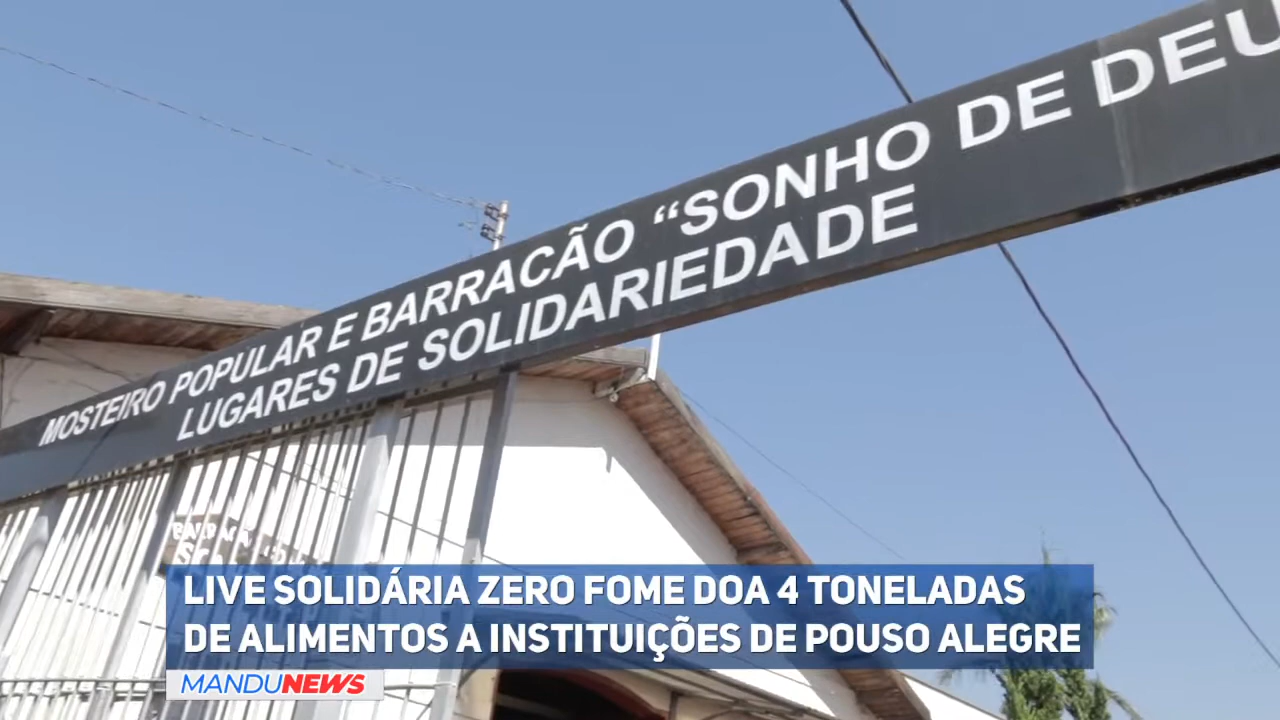 MOSTEIRO POPULAR E BARRACÃO “SONHO DE DEU
LUGARES DE SOLIDARIEDADE
LIVE SOLIDÁRIA ZERO FOME DOA 4 TONELADAS
DE ALIMENTOS A INSTITUIÇÕES DE POUSO ALEGRE
MANDUNEWS